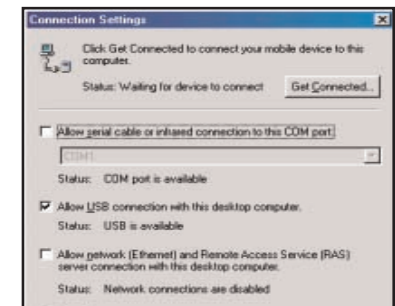 Connection Settings
Click Get Connected to connect your mobile device to this
computer.
Status: Waiting for device to connect
Get Connected...
Allow serial cable or infrared connection to this COM port:
COM1
Status: COM port is available
Allow USB connection with this desktop computer.
Status: USB is available
Allow network (Ethernet) and Remote Access Service (RAS)
server connection with this desktop computer.
Status: Network connections are disabled